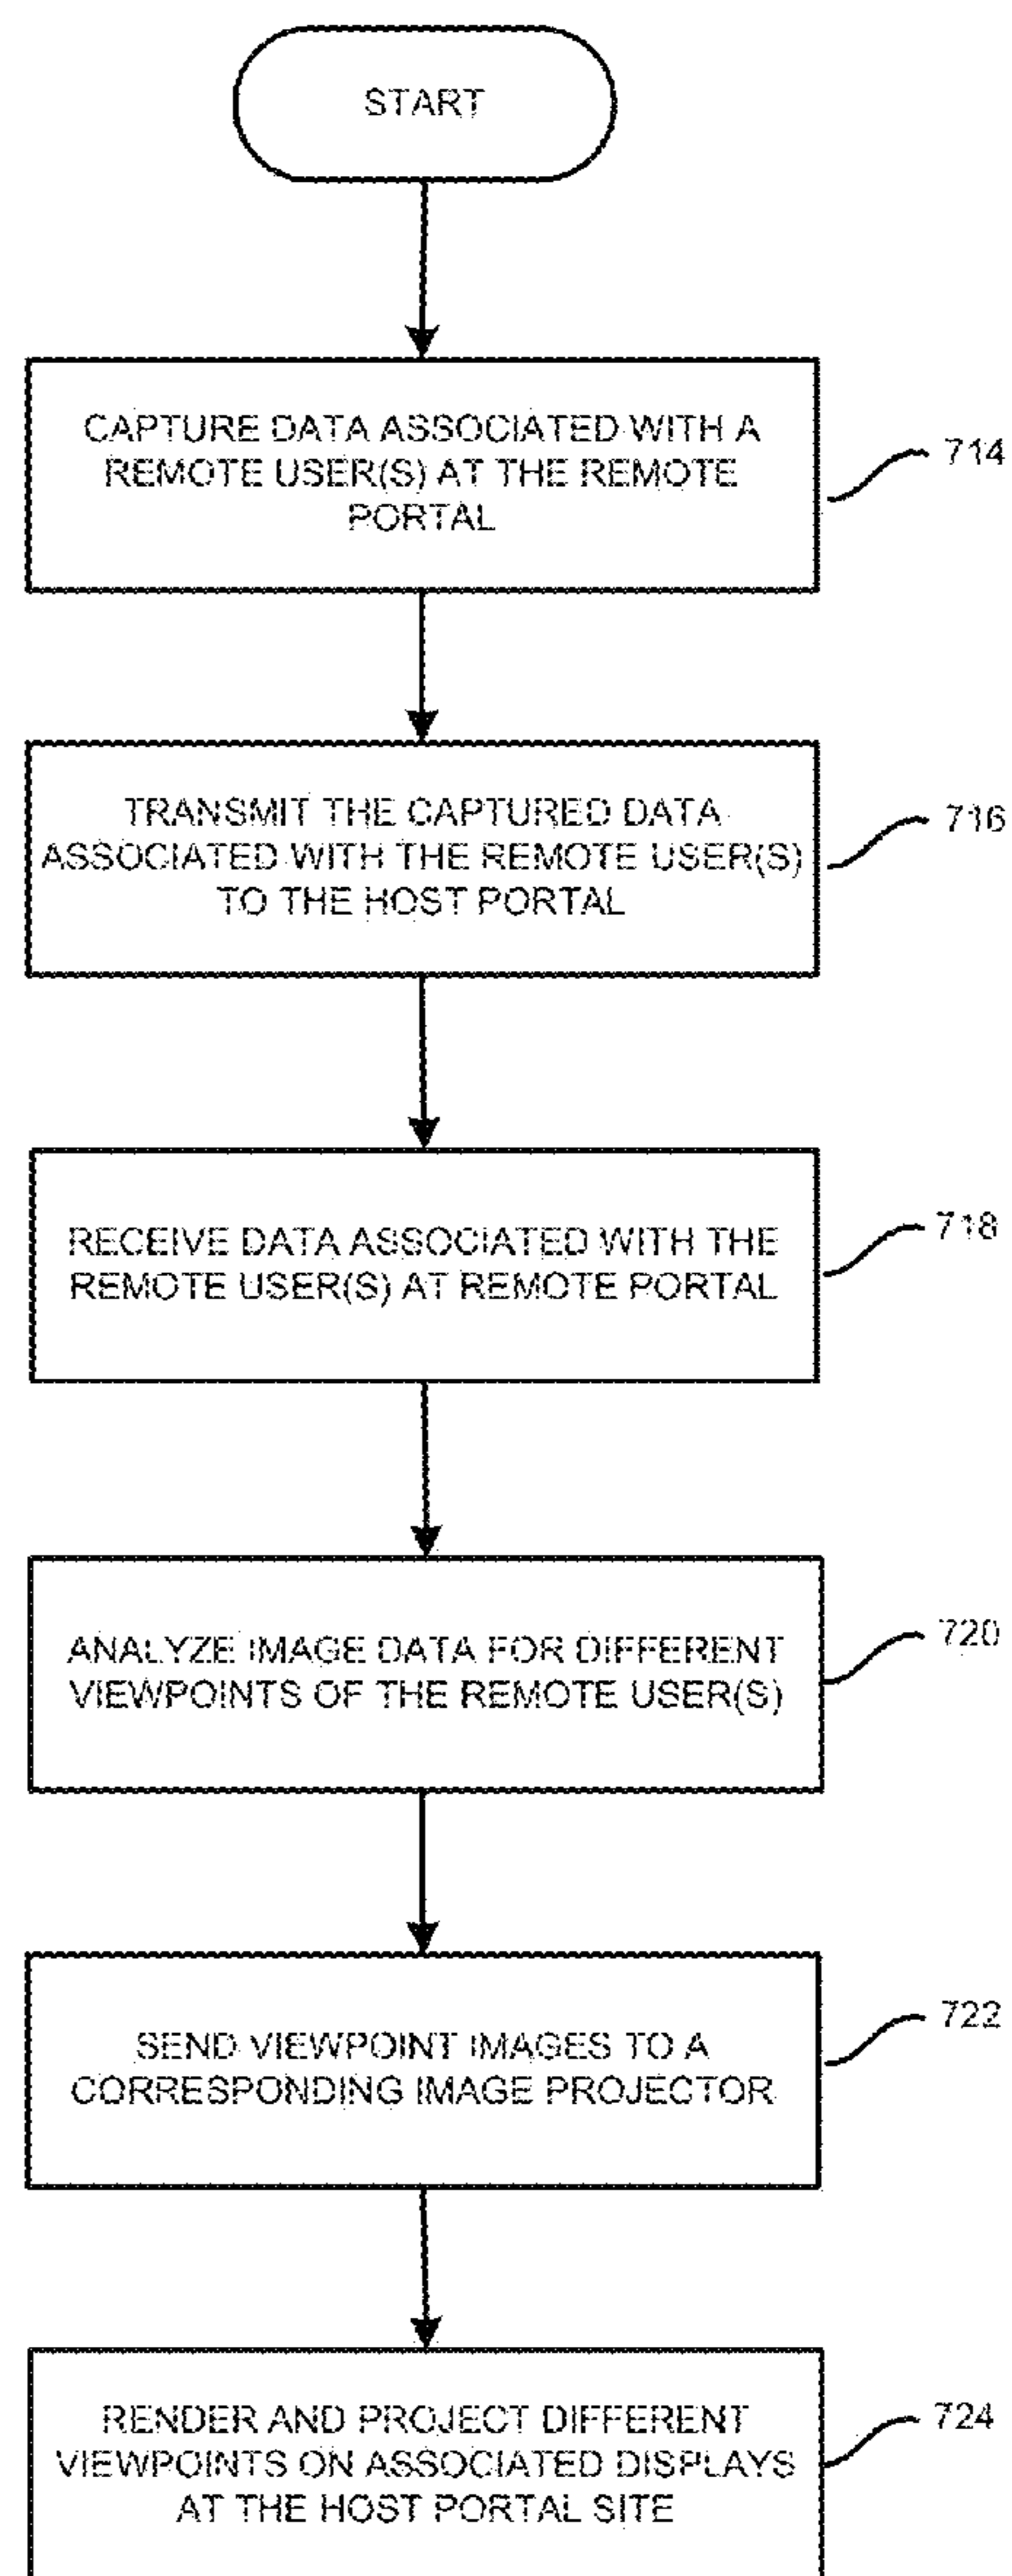 START
CAPTURE DATA ASSOCIATED WITH A
REMOTE USER(S) AT THE REMOTE
PORTAL
714
TRANSMIT THE CAPTURED DATA
ASSOCIATED WITH THE REMOTE USER(S)
TO THE HOST PORTAL
716
RECEIVE DATA ASSOCIATED WITH THE
REMOTE USER(S) AT REMOTE PORTAL
718
ANALYZE IMAGE DATA FOR DIFFERENT
VIEWPOINTS OF THE REMOTE USER(S)
720
SEND VIEWPOINT IMAGES TO A
CORRESPONDING IMAGE PROJECTOR
722
RENDER AND PROJECT DIFFERENT
VIEWPOINTS ON ASSOCIATED DISPLAYS
AT THE HOST PORTAL SITE
724